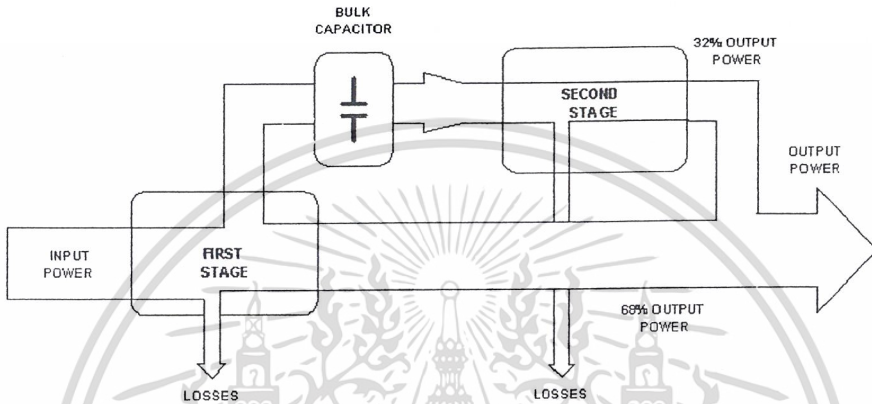 BULK
CAPACITOR
32% OUTPUT
POWER
SECOND
STAGE
OUTPUT
POWER
INPUT
POWER
FIRST
STAGE
68% OUTPUT
POWER
LOSSES
LOSSES